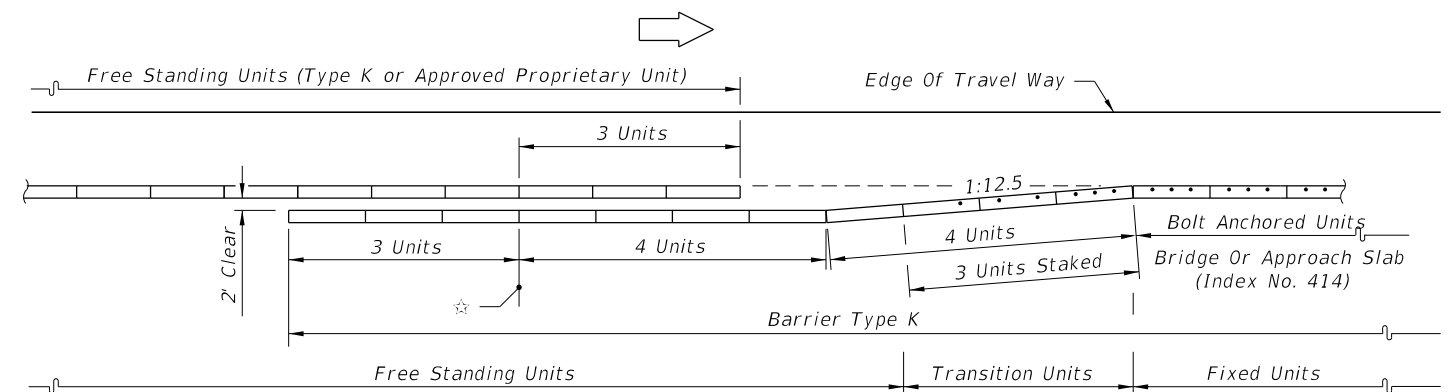 Free Standing Units (Type K or Approved Proprietary Unit)
Edge Of Travel Way
3 Units
1:12.5
2' Clear
3 Units
4 Units
4 Units
3 Units Staked
Bolt Anchored Units
Bridge Or Approach Slab
(Index No. 414)
Barrier Type K
Free Standing Units
Transition Units
Fixed Units